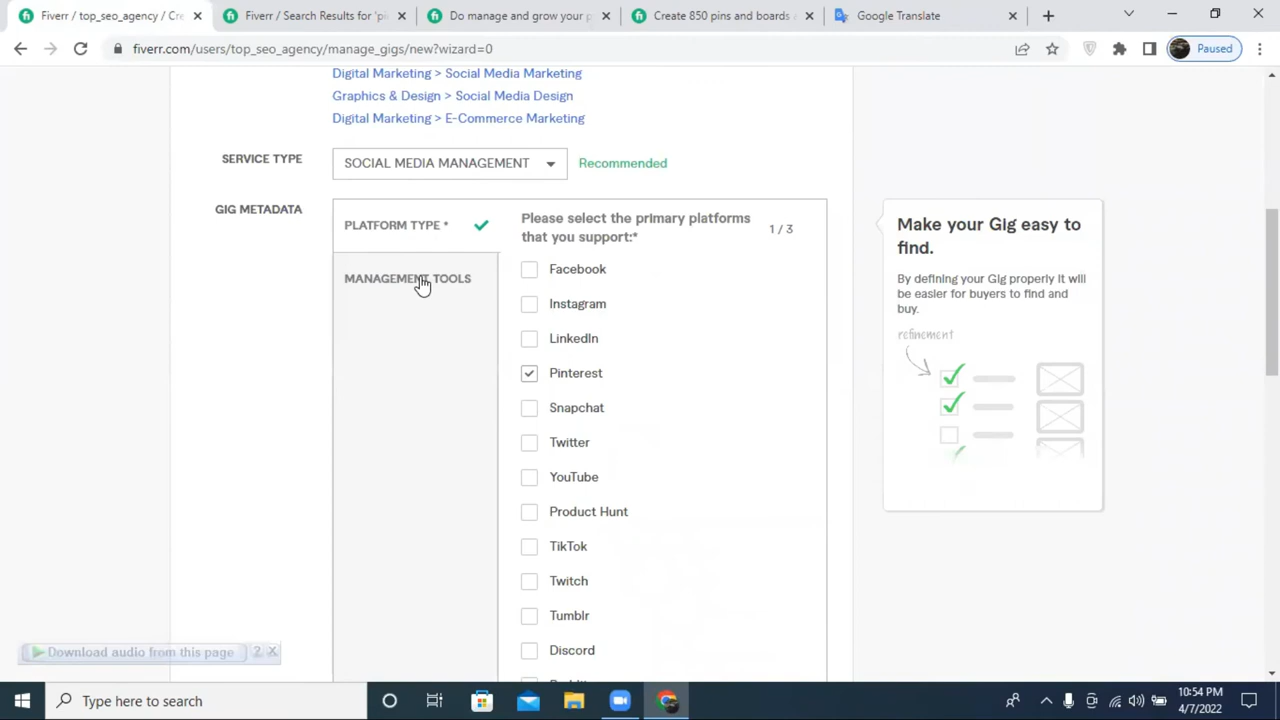 Fiverr / top_seo_agency / Cre
Fiverr / Search Results for 'pi
Do manage and grow your p
Create 850 pins and boards a
Google Translate
fiverr.com/users/top_seo_agency/manage_gigs/new?wizard=0
Paused
Digital Marketing > Social Media Marketing
Graphics & Design > Social Media Design
Digital Marketing > E-Commerce Marketing
SERVICE TYPE
SOCIAL MEDIA MANAGEMENT
Recommended
GIG METADATA
PLATFORM TYPE *
MANAGEMENT TOOLS
Please select the primary platforms
that you support:*
1 / 3
Facebook
Instagram
LinkedIn
Pinterest
Snapchat
Twitter
YouTube
Product Hunt
TikTok
Twitch
Tumblr
Discord
Make your Gig easy to
find.
By defining your Gig properly it will
be easier for buyers to find and
buy.
refinement
Download audio from this page
? X
Type here to search
10:54 PM
4/7/2022